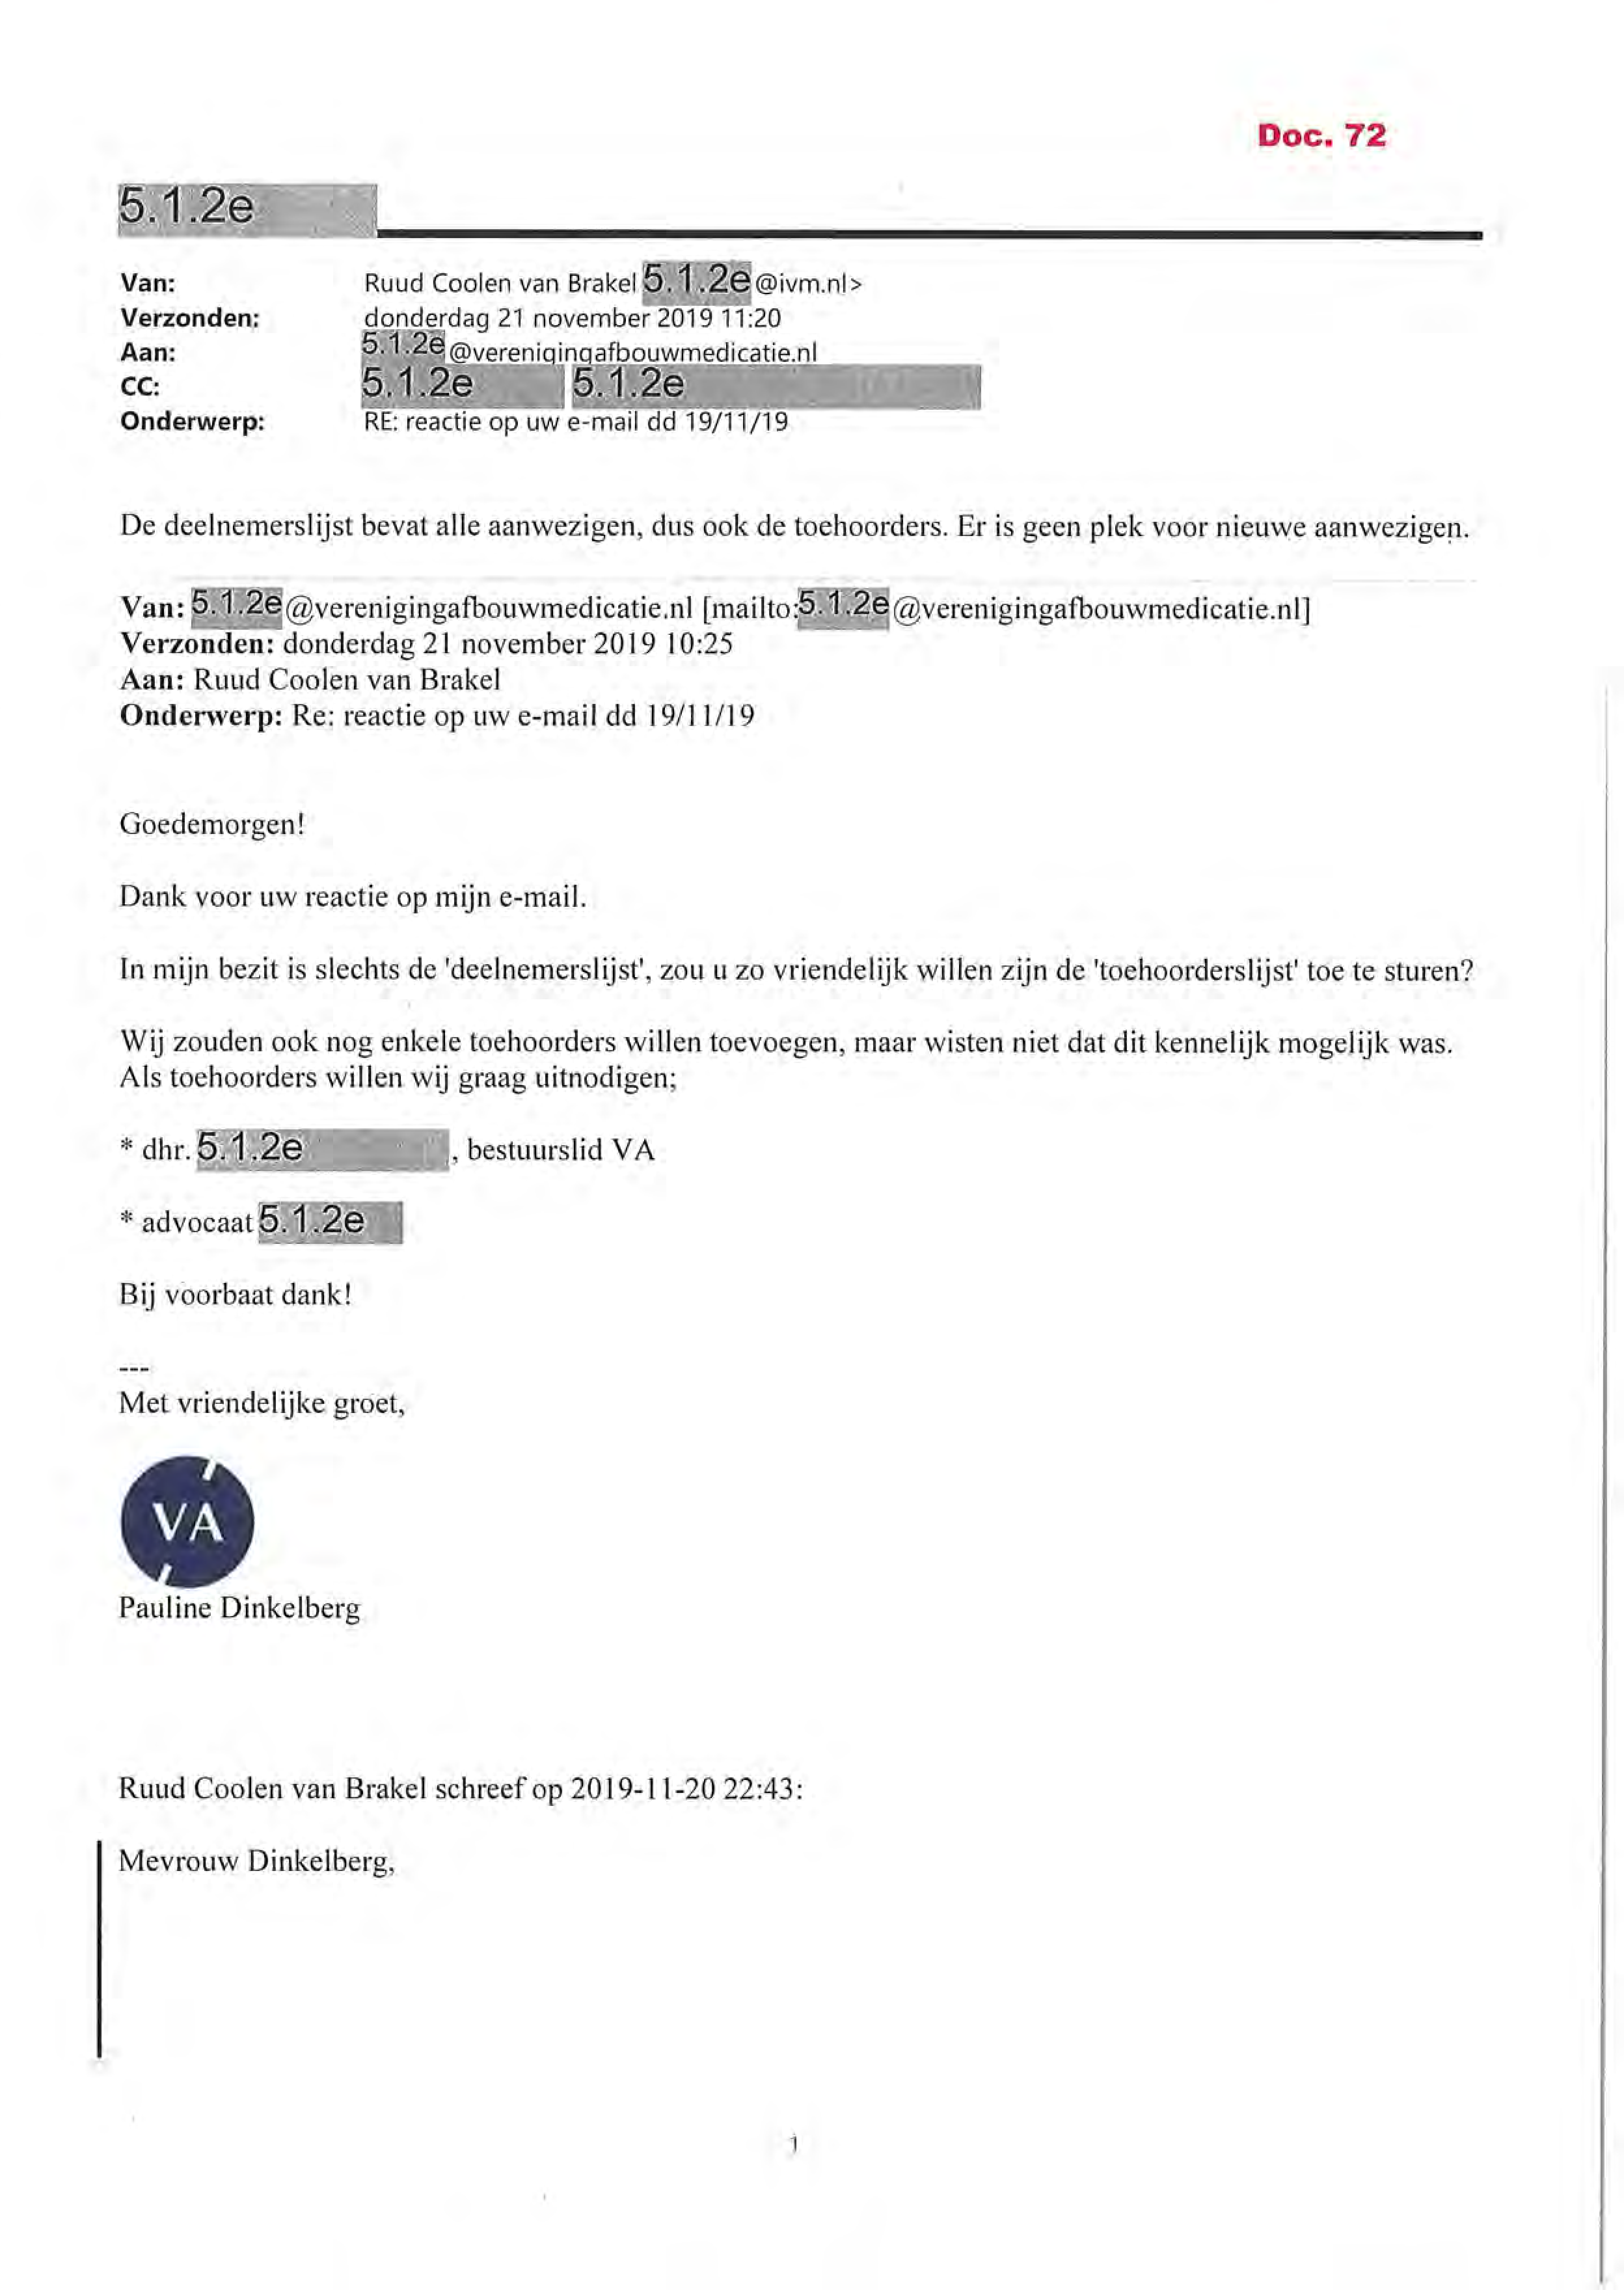 Doc. 72
5.1.2e
Van: Ruud Coolen van Brakel 5.1.2e@ivm.nl>
Verzonden: donderdag 21 november 2019 11:20
Aan: 5.1.2e@verenigingafbouwmedicatie.nl
CC: 5.1.2e 5.1.2e
Onderwerp: RE: reactie op uw e-mail dd 19/11/19
De deelnemerslijst bevat alle aanwezigen, dus ook de toehoorders. Er is geen plek voor nieuwe aanwezigen.
Van: 5.1.2e@verenigingafbouwmedicatie.nl [mailto:5.1.2e@verenigingafbouwmedicatie.nl]
Verzonden: donderdag 21 november 2019 10:25
Aan: Ruud Coolen van Brakel
Onderwerp: Re: reactie op uw e-mail dd 19/11/19
Goedemorgen!
Dank voor uw reactie op mijn e-mail.
In mijn bezit is slechts de 'deelnemerslijst', zou u zo vriendelijk willen zijn de 'toehoorderslijst' toe te sturen?
Wij zouden ook nog enkele toehoorders willen toevoegen, maar wisten niet dat dit kennelijk mogelijk was.
Als toehoorders willen wij graag uitnodigen;
* dhr. 5.1.2e, bestuurslid VA
* advocaat 5.1.2e
Bij voorbaat dank!
---
Met vriendelijke groet,
VA
Pauline Dinkelberg
Ruud Coolen van Brakel schreef op 2019-11-20 22:43:
Mevrouw Dinkelberg,
1